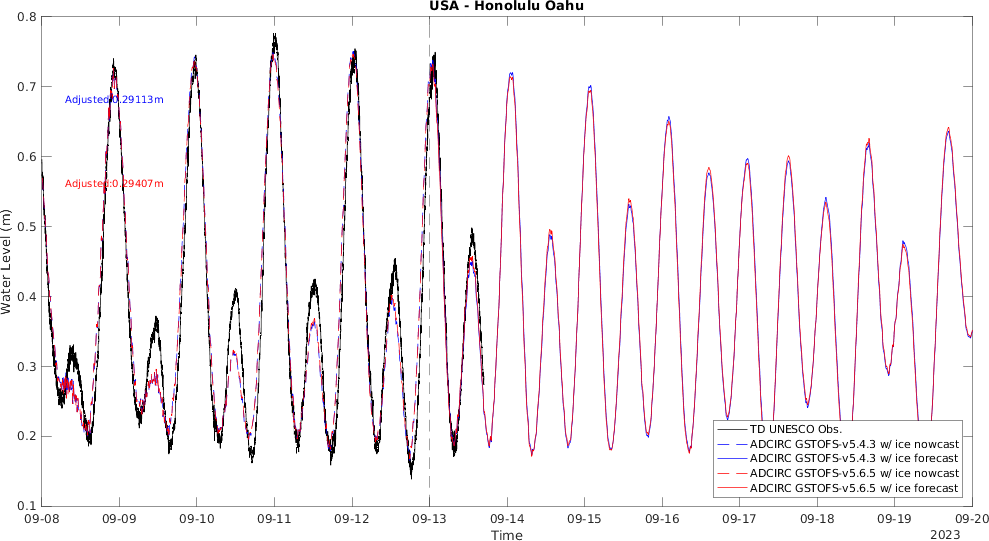 USA - Honolulu Oahu
0.8
0.7
0.6
0.5
0.4
0.3
0.2
0.1
Water Level (m)
Adjusted:0.29113m
Adjusted:0.29407m
TD UNESCO Obs.
ADCIRC GSTOFS-v5.4.3 w/ ice nowcast
ADCIRC GSTOFS-v5.4.3 w/ ice forecast
ADCIRC GSTOFS-v5.6.5 w/ ice nowcast
ADCIRC GSTOFS-v5.6.5 w/ ice forecast
09-08 09-09 09-10 09-11 09-12 09-13 09-14 09-15 09-16 09-17 09-18 09-19 09-20
Time
2023